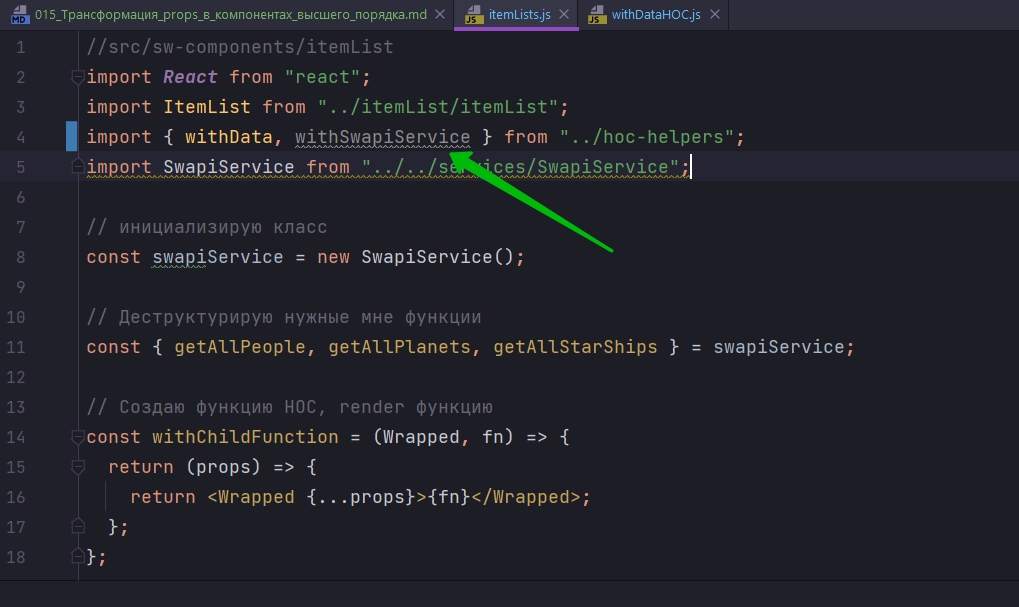 MD 015_Трансформация_props_в_компонентах_высшего_порядка.md JS itemLists.js JS withDataHOC.js
1 //src/sw-components/itemList
2 import React from "react";
3 import ItemList from "../itemList/itemList";
4 import { withData, withSwapiService } from "../hoc-helpers";
5 import SwapiService from "../../services/SwapiService";
6
7 // инициализирую класс
8 const swapiService = new SwapiService();
9
10 // Деструктурирую нужные мне функции
11 const { getAllPeople, getAllPlanets, getAllStarShips } = swapiService;
12
13 // Создаю функцию HOC, render функцию
14 const withChildFunction = (Wrapped, fn) => {
15 return (props) => {
16 return <Wrapped {...props}>{fn}</Wrapped>;
17 };
18 };